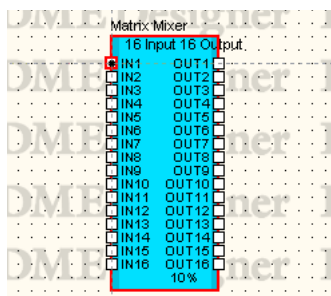 DME Designer
Matrix Mixer
16 Input 16 Output
IN1 OUT1
IN2 OUT2
IN3 OUT3
IN4 OUT4
IN5 OUT5
IN6 OUT6
IN7 OUT7
IN8 OUT8
IN9 OUT9
IN10 OUT10
IN11 OUT11
IN12 OUT12
IN13 OUT13
IN14 OUT14
IN15 OUT15
IN16 OUT16
10%